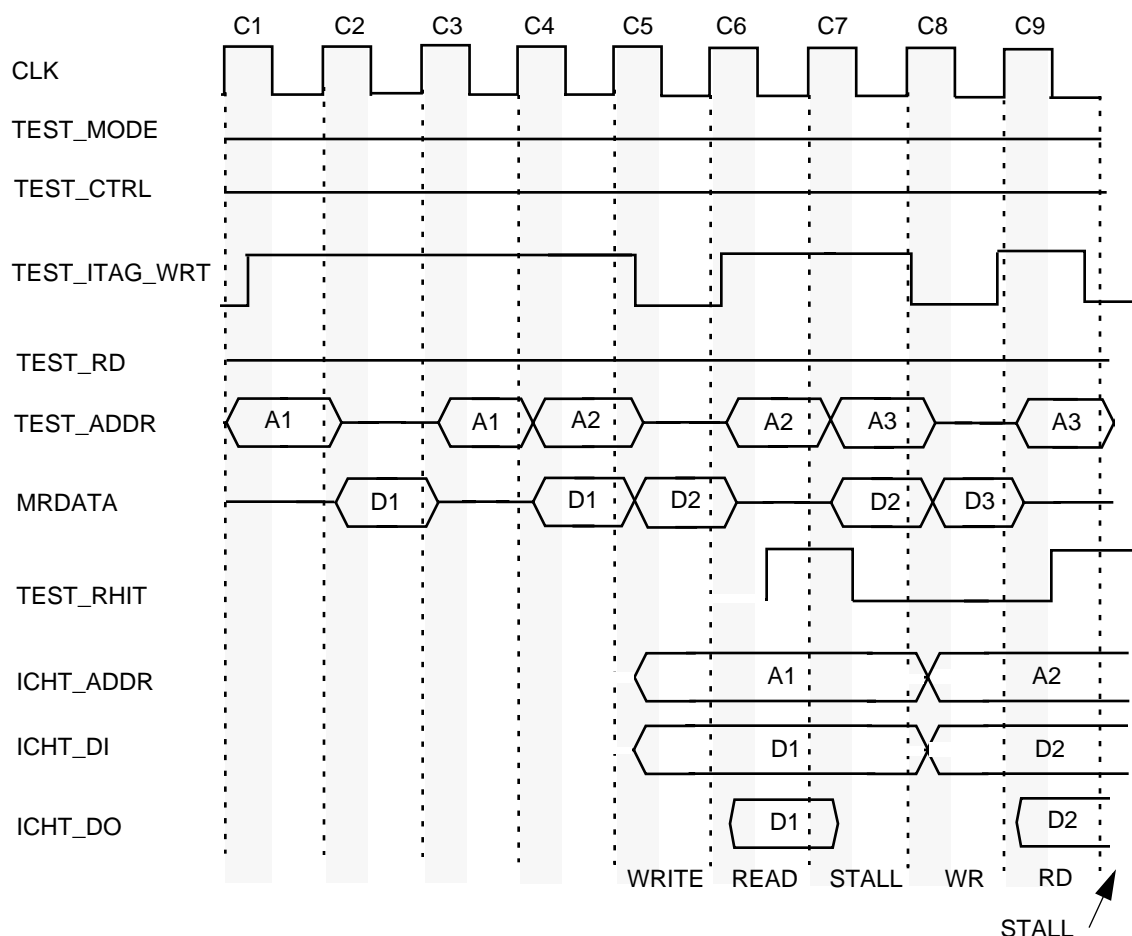 C1 C2 C3 C4 C5 C6 C7 C8 C9
CLK
TEST_MODE
TEST_CTRL
TEST_ITAG_WRT
TEST_RD
TEST_ADDR A1 A1 A2 A2 A3 A3
MRDATA D1 D1 D2 D2 D3
TEST_RHIT
ICHT_ADDR A1 A2
ICHT_DI D1 D2
ICHT_DO D1 D2
WRITE READ STALL WR RD
STALL